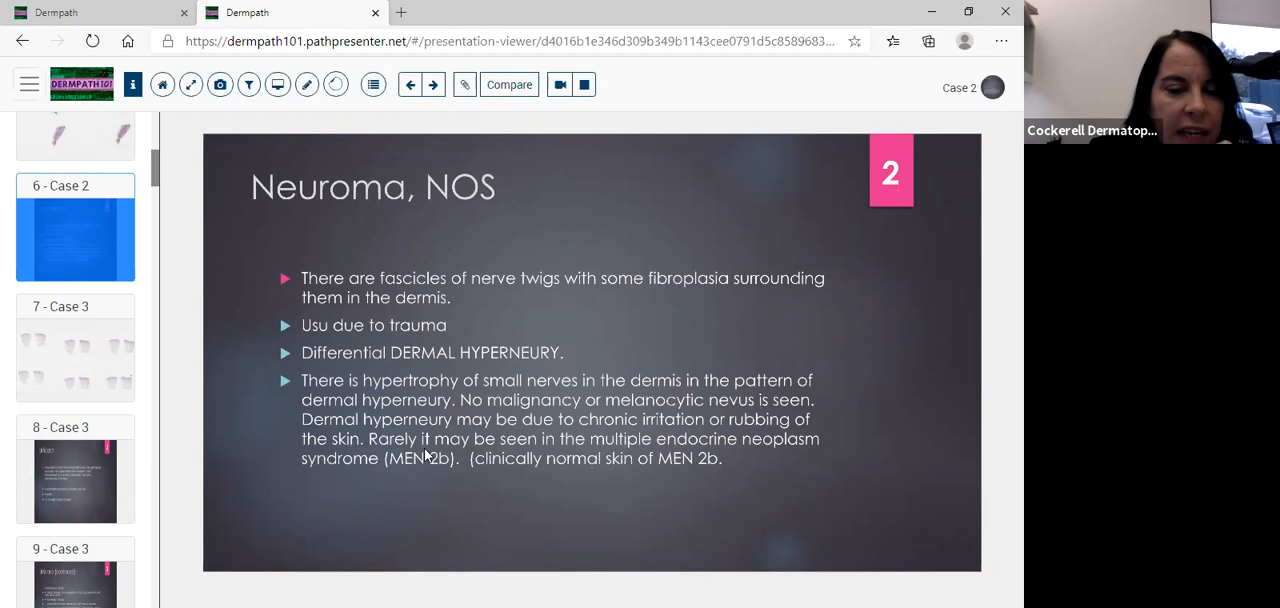 Dermpath
Dermpath
https://dermpath101.pathpresenter.net/#/presentation-viewer/d4016b1e346d309b349b1143cee0791d5c8589683...
DERMPATH 101
Compare
Case 2
Cockerell Dermatop...
6 - Case 2
7 - Case 3
8 - Case 3
9 - Case 3
2
Neuroma, NOS
There are fascicles of nerve twigs with some fibroplasia surrounding
them in the dermis.
Usu due to trauma
Differential DERMAL HYPERNEURY.
There is hypertrophy of small nerves in the dermis in the pattern of
dermal hyperneury. No malignancy or melanocytic nevus is seen.
Dermal hyperneury may be due to chronic irritation or rubbing of
the skin. Rarely it may be seen in the multiple endocrine neoplasm
syndrome (MEN 2b). (clinically normal skin of MEN 2b.